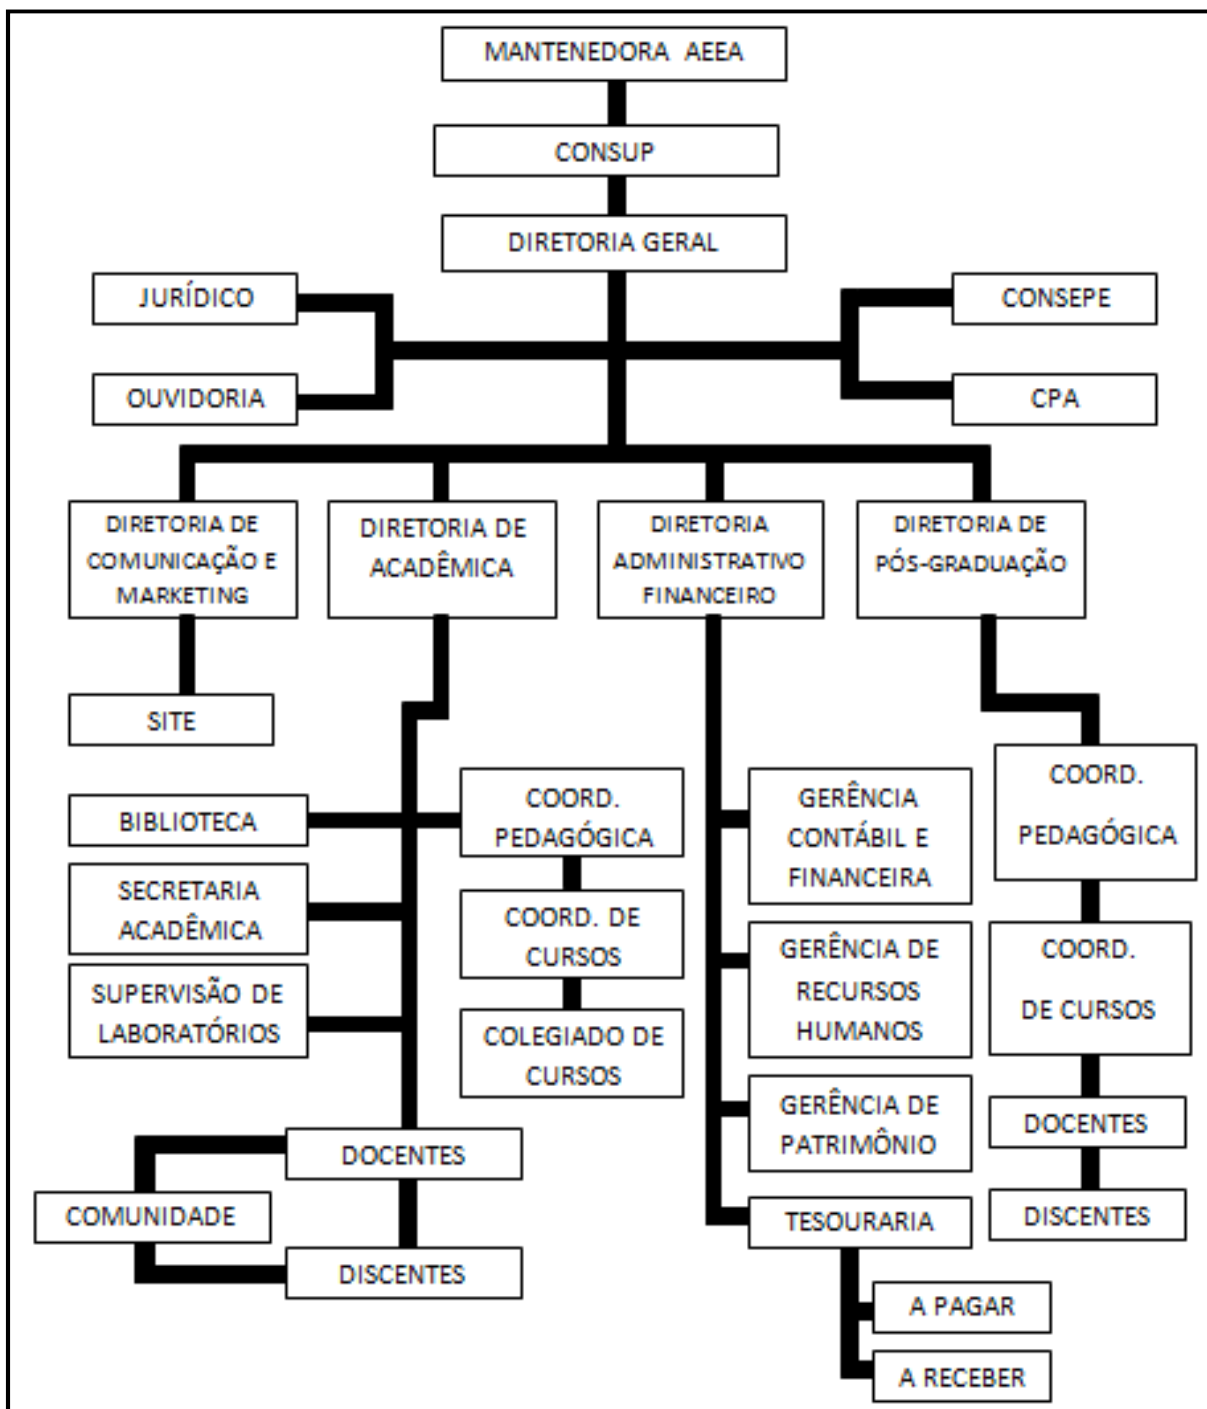 MANTENEDORA AEEA
CONSUP
DIRETORIA GERAL
JURÍDICO
CONSEPE
OUVIDORIA
CPA
DIRETORIA DE
COMUNICAÇÃO E
MARKETING
DIRETORIA DE
ACADÊMICA
DIRETORIA
ADMINISTRATIVO
FINANCEIRO
DIRETORIA DE
PÓS-GRADUAÇÃO
SITE
BIBLIOTECA
SECRETARIA
ACADÊMICA
SUPERVISÃO DE
LABORATÓRIOS
COORD.
PEDAGÓGICA
COORD. DE
CURSOS
COLEGIADO DE
CURSOS
DOCENTES
COMUNIDADE
DISCENTES
GERÊNCIA
CONTÁBIL E
FINANCEIRA
GERÊNCIA DE
RECURSOS
HUMANOS
GERÊNCIA DE
PATRIMÔNIO
TESOURARIA
A PAGAR
A RECEBER
COORD.
PEDAGÓGICA
COORD.
DE CURSOS
DOCENTES
DISCENTES